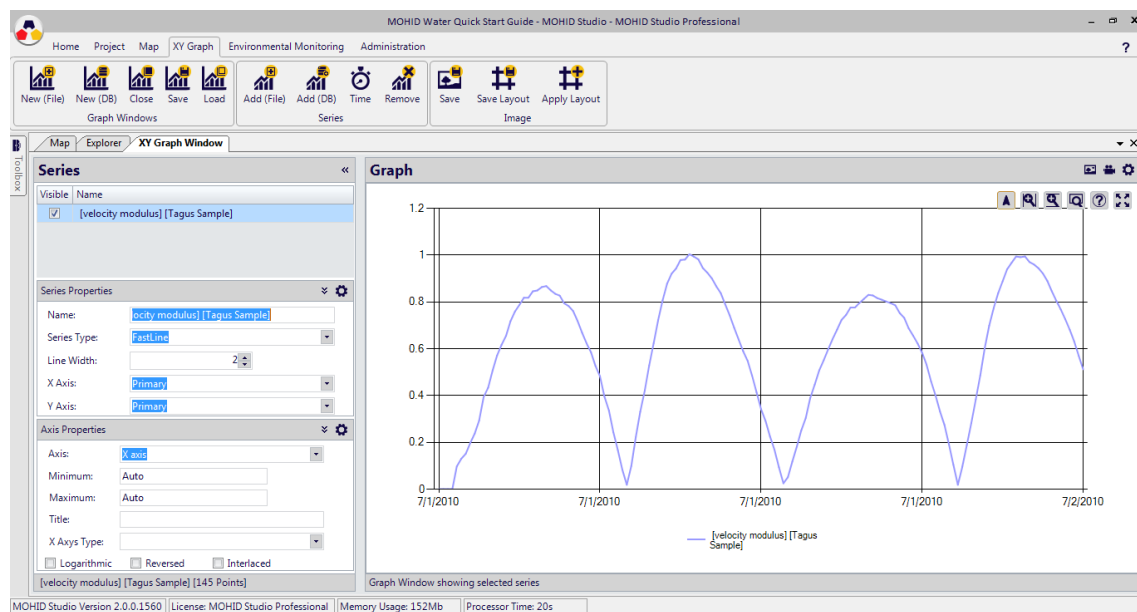 MOHID Water Quick Start Guide - MOHID Studio - MOHID Studio Professional
Home Project Map XY Graph Environmental Monitoring Administration ?
New (File) New (DB) Close Save Load Add (File) Add (DB) Time Remove Save Save Layout Apply Layout
Graph Windows Series Image
Toolbox
Map Explorer XY Graph Window
Series «
Visible Name
[velocity modulus] [Tagus Sample]
Series Properties
Name: ocity modulus] [Tagus Sample]
Series Type: FastLine
Line Width: 2
X Axis: Primary
Y Axis: Primary
Axis Properties
Axis: X axis
Minimum: Auto
Maximum: Auto
Title:
X Axys Type:
Logarithmic Reversed Interlaced
[velocity modulus] [Tagus Sample] [145 Points]
Graph
1.2
1
0.8
0.6
0.4
0.2
0
7/1/2010 7/1/2010 7/1/2010 7/1/2010 7/2/2010
[velocity modulus] [Tagus
Sample]
Graph Window showing selected series
MOHID Studio Version 2.0.0.1560 License: MOHID Studio Professional Memory Usage: 152Mb Processor Time: 20s